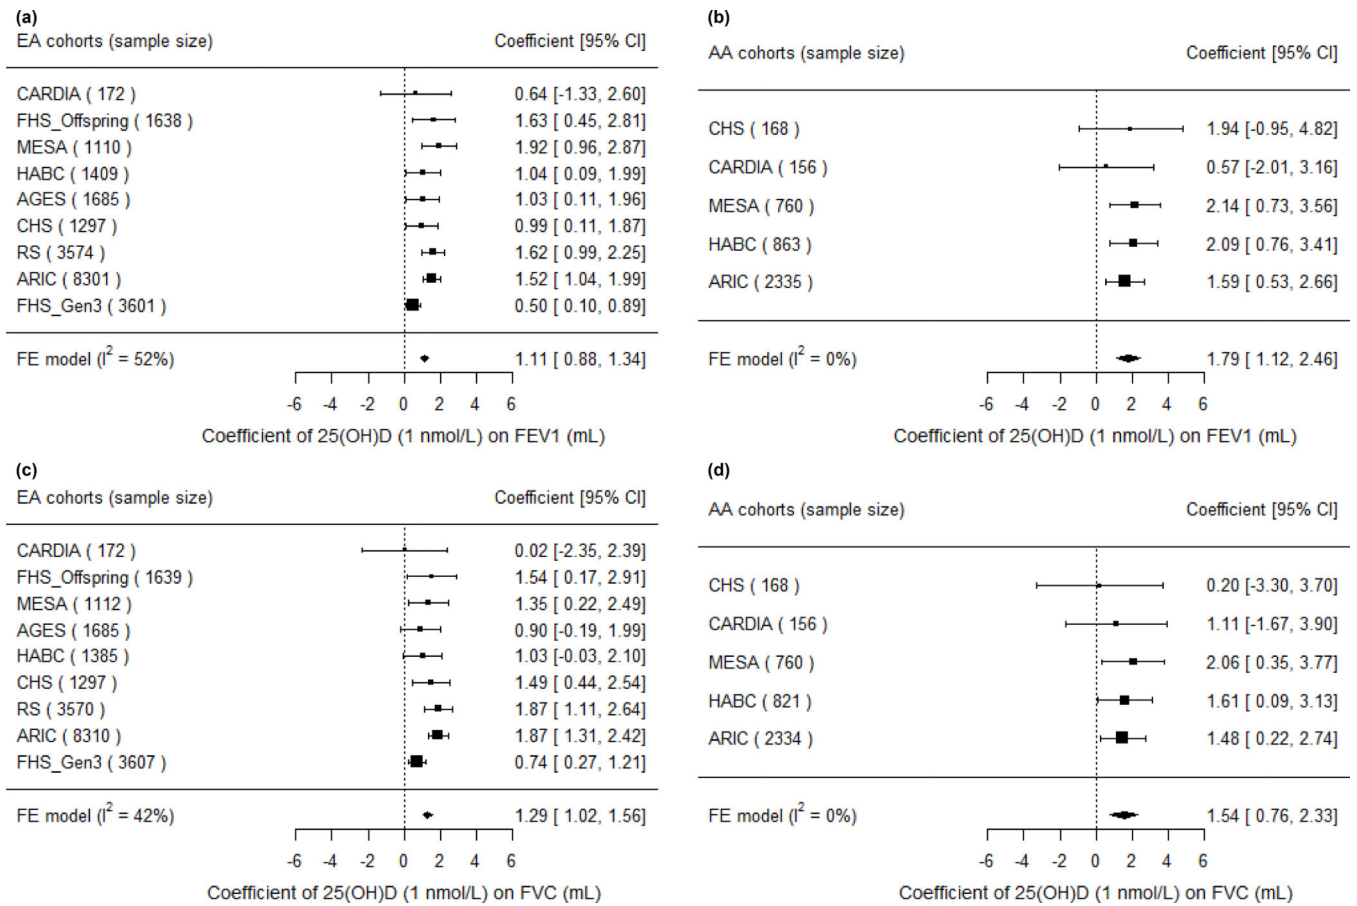 (a)
EA cohorts (sample size) Coefficient [95% CI]
CARDIA ( 172 ) 0.64 [-1.33, 2.60]
FHS_Offspring ( 1638 ) 1.63 [ 0.45, 2.81]
MESA ( 1110 ) 1.92 [ 0.96, 2.87]
HABC ( 1409 ) 1.04 [ 0.09, 1.99]
AGES ( 1685 ) 1.03 [ 0.11, 1.96]
CHS ( 1297 ) 0.99 [ 0.11, 1.87]
RS ( 3574 ) 1.62 [ 0.99, 2.25]
ARIC ( 8301 ) 1.52 [ 1.04, 1.99]
FHS_Gen3 ( 3601 ) 0.50 [ 0.10, 0.89]
FE model (I² = 52%) 1.11 [ 0.88, 1.34]
-6 -4 -2 0 2 4 6
Coefficient of 25(OH)D (1 nmol/L) on FEV1 (mL)
(b)
AA cohorts (sample size) Coefficient [95% CI]
CHS ( 168 ) 1.94 [-0.95, 4.82]
CARDIA ( 156 ) 0.57 [-2.01, 3.16]
MESA ( 760 ) 2.14 [ 0.73, 3.56]
HABC ( 863 ) 2.09 [ 0.76, 3.41]
ARIC ( 2335 ) 1.59 [ 0.53, 2.66]
FE model (I² = 0%) 1.79 [ 1.12, 2.46]
-6 -4 -2 0 2 4 6
Coefficient of 25(OH)D (1 nmol/L) on FEV1 (mL)
(c)
EA cohorts (sample size) Coefficient [95% CI]
CARDIA ( 172 ) 0.02 [-2.35, 2.39]
FHS_Offspring ( 1639 ) 1.54 [ 0.17, 2.91]
MESA ( 1112 ) 1.35 [ 0.22, 2.49]
AGES ( 1685 ) 0.90 [-0.19, 1.99]
HABC ( 1385 ) 1.03 [-0.03, 2.10]
CHS ( 1297 ) 1.49 [ 0.44, 2.54]
RS ( 3570 ) 1.87 [ 1.11, 2.64]
ARIC ( 8310 ) 1.87 [ 1.31, 2.42]
FHS_Gen3 ( 3607 ) 0.74 [ 0.27, 1.21]
FE model (I² = 42%) 1.29 [ 1.02, 1.56]
-6 -4 -2 0 2 4 6
Coefficient of 25(OH)D (1 nmol/L) on FVC (mL)
(d)
AA cohorts (sample size) Coefficient [95% CI]
CHS ( 168 ) 0.20 [-3.30, 3.70]
CARDIA ( 156 ) 1.11 [-1.67, 3.90]
MESA ( 760 ) 2.06 [ 0.35, 3.77]
HABC ( 821 ) 1.61 [ 0.09, 3.13]
ARIC ( 2334 ) 1.48 [ 0.22, 2.74]
FE model (I² = 0%) 1.54 [ 0.76, 2.33]
-6 -4 -2 0 2 4 6
Coefficient of 25(OH)D (1 nmol/L) on FVC (mL)